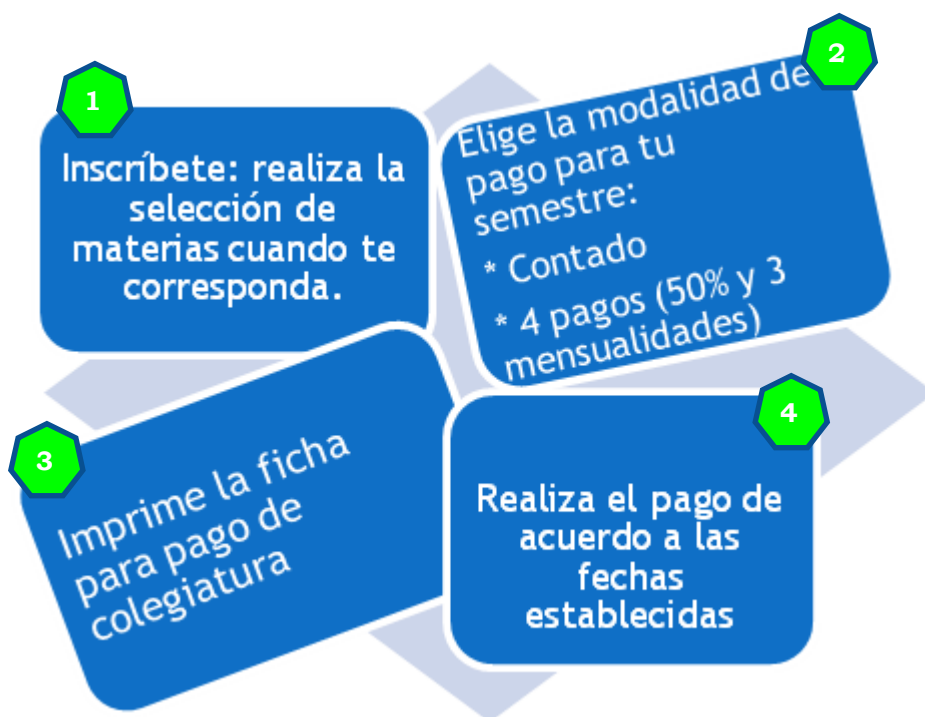 1
Inscríbete: realiza la
selección de
materias cuando te
corresponda.
2
Elige la modalidad de
pago para tu
semestre:
* Contado
* 4 pagos (50% y 3
mensualidades)
3
Imprime la ficha
para pago de
colegiatura
4
Realiza el pago de
acuerdo a las
fechas
establecidas